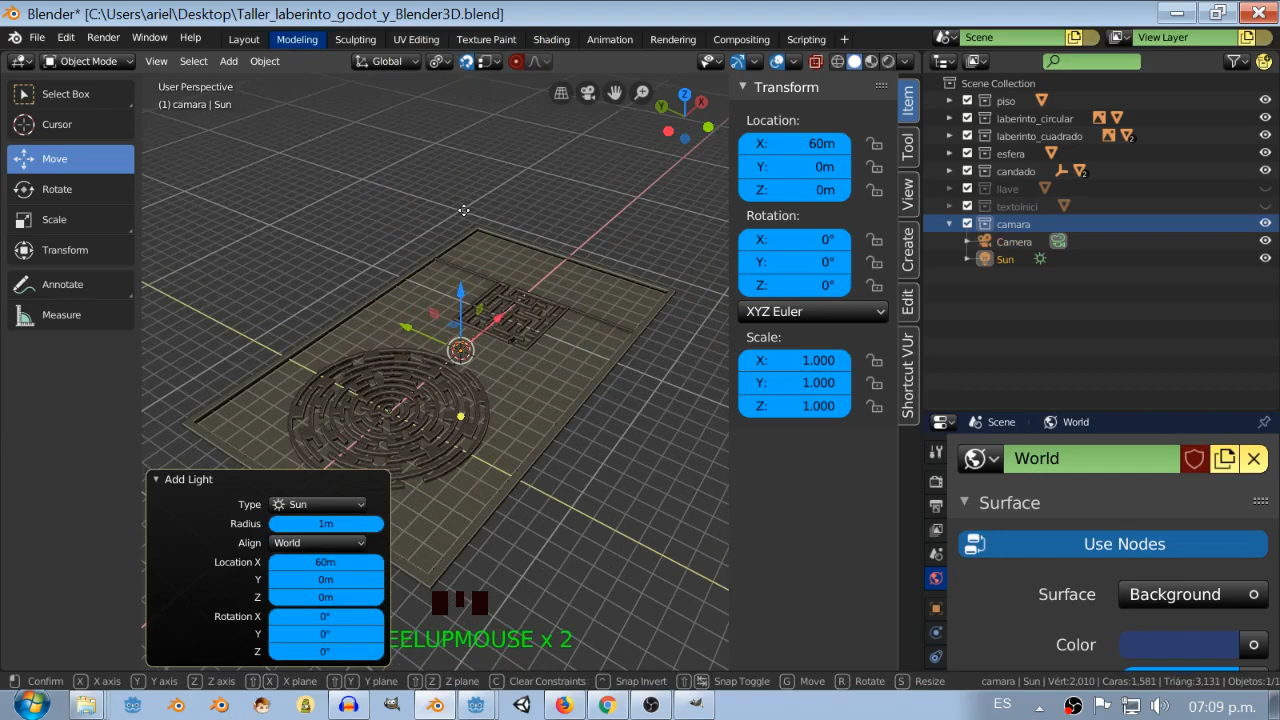 Blender* [C:\Users\ariel\Desktop\Taller_laberinto_godot_y_Blender3D.blend]
File Edit Render Window Help
Layout Modeling Sculpting UV Editing Texture Paint Shading Animation Rendering Compositing Scripting +
Scene
View Layer
Object Mode View Select Add Object
Global
Select Box
Cursor
Move
Rotate
Scale
Transform
Annotate
Measure
User Perspective
(1) camara | Sun
Z
Y
X
Transform
Location:
X: 60m
Y: 0m
Z: 0m
Rotation:
X: 0°
Y: 0°
Z: 0°
XYZ Euler
Scale:
X: 1.000
Y: 1.000
Z: 1.000
Item
Tool
View
Create
Edit
Shortcut VUr
Scene Collection
piso
laberinto_circular
laberinto_cuadrado 2
esfera
candado 2
llave
textoInici
camara
Camera
Sun
Scene World
World
Surface
Use Nodes
Surface Background
Color
Add Light
Type Sun
Radius 1m
Align World
Location X 60m
Y 0m
Z 0m
Rotation X 0°
Y 0°
Z 0°
EELUPMOUSE x 2
Confirm X X axis Y Y axis Z Z axis X X plane Y Y plane Z Z plane C Clear Constraints Snap Invert Snap Toggle G Move R Rotate S Resize camara | Sun | Vért:2,010 | Caras:1,581 | Triáng:3,131 | Objects:1/1
ES 07:09 p.m.